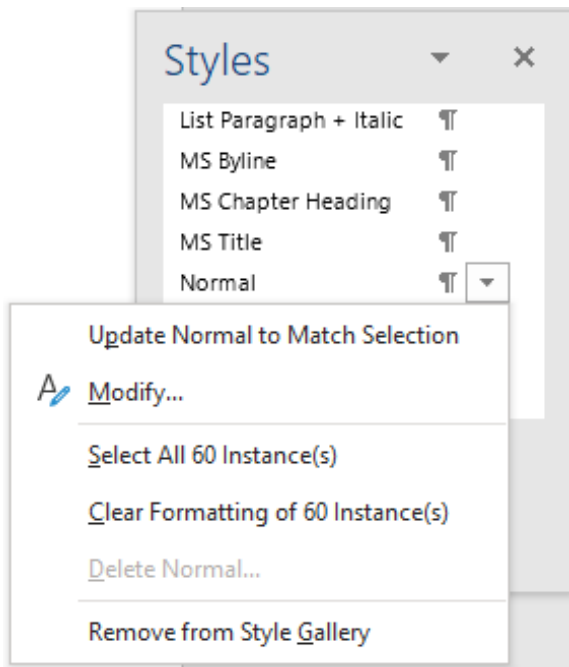 Styles
List Paragraph + Italic ¶
MS Byline ¶
MS Chapter Heading ¶
MS Title ¶
Normal ¶
Update Normal to Match Selection
Modify...
Select All 60 Instance(s)
Clear Formatting of 60 Instance(s)
Delete Normal...
Remove from Style Gallery